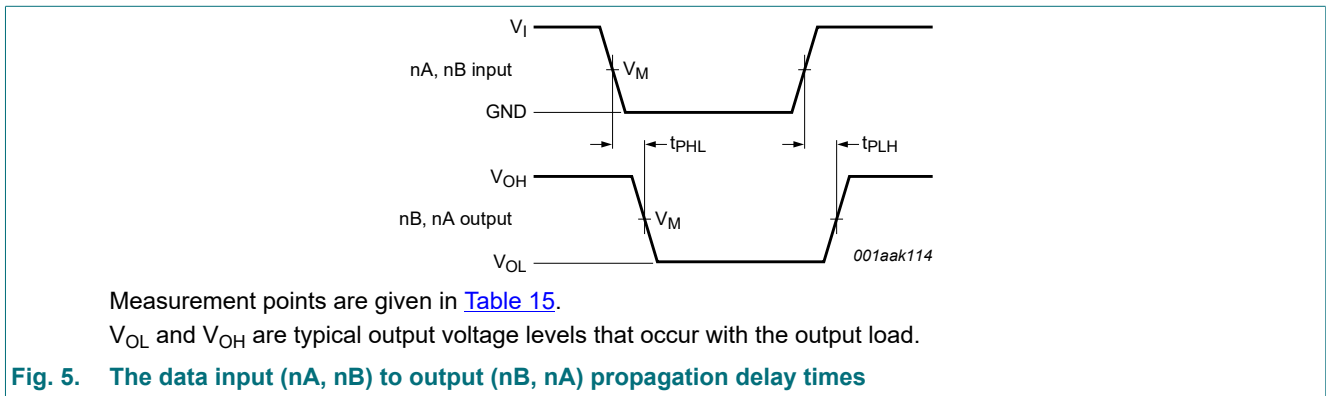 VI
nA, nB input
VM
GND
tPHL
tPLH
VOH
nB, nA output
VM
VOL
001aak114
Measurement points are given in Table 15.
VOL and VOH are typical output voltage levels that occur with the output load.
Fig. 5. The data input (nA, nB) to output (nB, nA) propagation delay times